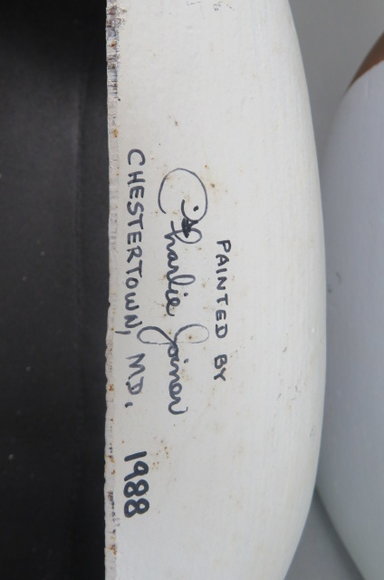 PAINTED BY
Charlie Joiner
CHESTERTOWN, MD. 1988